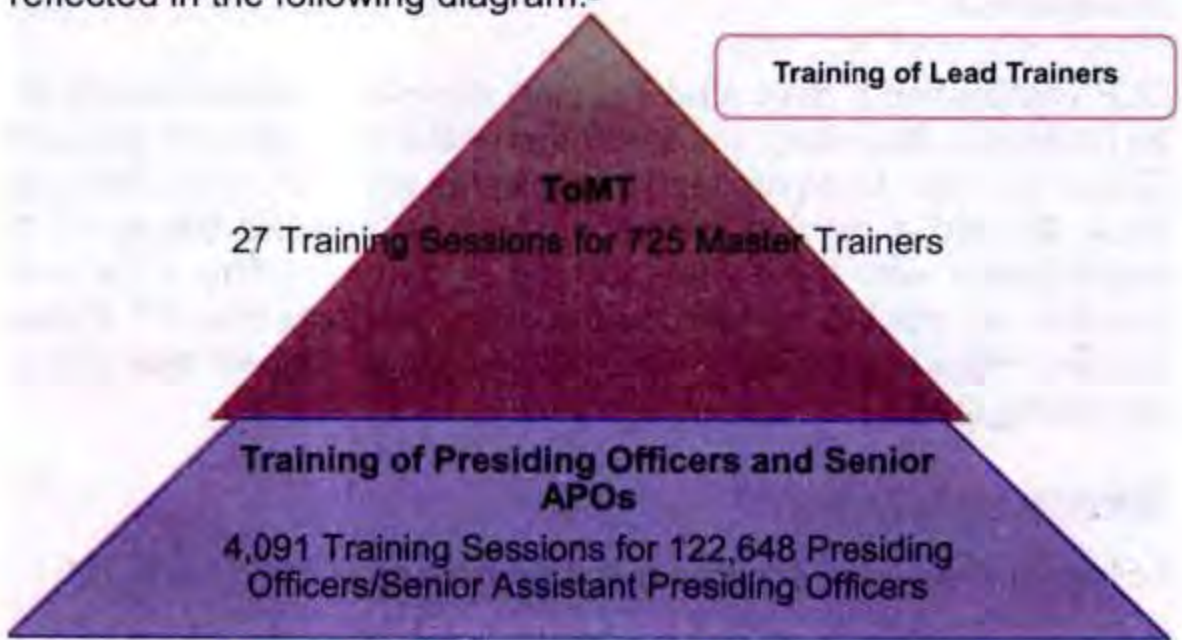 reflected in the following diagram.
Training of Lead Trainers
ToMT
27 Training Sessions for 725 Master Trainers
Training of Presiding Officers and Senior
APOs
4,091 Training Sessions for 122,648 Presiding
Officers/Senior Assistant Presiding Officers